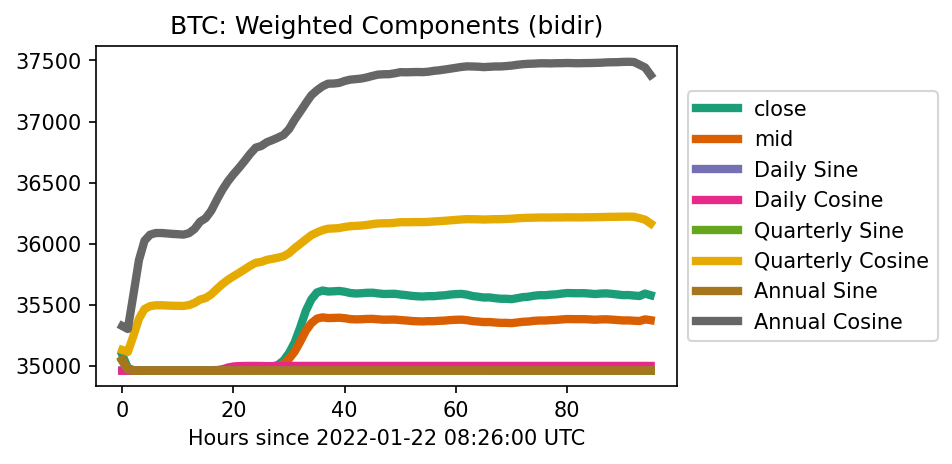 BTC: Weighted Components (bidir)
37500
37000
36500
36000
35500
35000
0 20 40 60 80
Hours since 2022-01-22 08:26:00 UTC
close
mid
Daily Sine
Daily Cosine
Quarterly Sine
Quarterly Cosine
Annual Sine
Annual Cosine